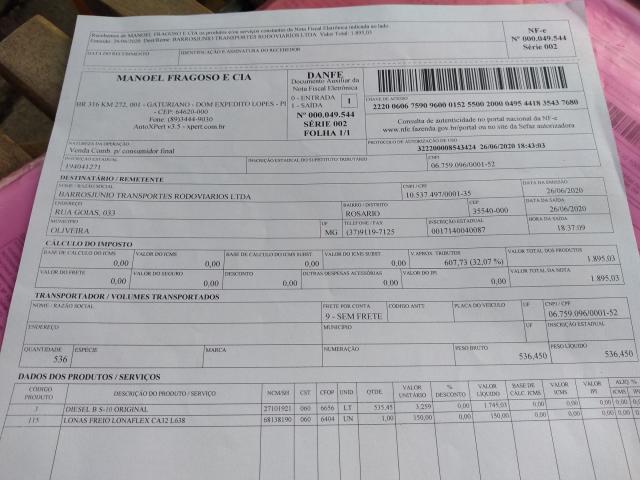 Recebemos de MANOEL FRAGOSO E CIA os produtos e/ou serviços constantes da Nota Fiscal Eletrônica indicada ao lado.
Emissão: 26/06/2020 Dest/Reme: BARROSJUNIO TRANSPORTES RODOVIARIOS LTDA Valor Total: 1.895,03
DATA DO RECEBIMENTO IDENTIFICAÇÃO E ASSINATURA DO RECEBEDOR
NF-e
Nº 000.049.544
Série 002
MANOEL FRAGOSO E CIA
BR 316 KM 272, 001 - GATURIANO - DOM EXPEDITO LOPES - PI
- CEP: 64620-000
Fone: (89)3444-9030
AutoXPert v3.5 - xpert.com.br
DANFE
Documento Auxiliar da
Nota Fiscal Eletrônica
0 - ENTRADA
1 - SAÍDA
1
Nº 000.049.544
SÉRIE 002
FOLHA 1/1
CHAVE DE ACESSO
2220 0606 7590 9600 0152 5500 2000 0495 4418 3543 7680
Consulta de autenticidade no portal nacional da NF-e
www.nfe.fazenda.gov.br/portal ou no site da Sefaz autorizadora
NATUREZA DA OPERAÇÃO
Venda Comb. p/ consumidor final
PROTOCOLO DE AUTORIZAÇÃO DE USO
322200008543424 26/06/2020 18:43:03
INSCRIÇÃO ESTADUAL
194041271
INSCRIÇÃO ESTADUAL DO SUBSTITUTO TRIBUTÁRIO
CNPJ
06.759.096/0001-52
DESTINATÁRIO / REMETENTE
NOME / RAZÃO SOCIAL
BARROSJUNIO TRANSPORTES RODOVIARIOS LTDA
CNPJ / CPF
10.537.497/0001-35
DATA DA EMISSÃO
26/06/2020
ENDEREÇO
RUA GOIAS, 033
BAIRRO / DISTRITO
ROSARIO
CEP
35540-000
DATA DA SAÍDA
26/06/2020
MUNICÍPIO
OLIVEIRA
UF
MG
TELEFONE / FAX
(37)9119-7125
INSCRIÇÃO ESTADUAL
0017140040087
HORA DA SAÍDA
18:37:09
CÁLCULO DO IMPOSTO
BASE DE CÁLCULO DO ICMS
0,00
VALOR DO ICMS
0,00
BASE DE CÁLCULO DO ICMS SUBST
0,00
VALOR DO ICMS SUBST
0,00
V.APROX. TRIBUTOS
607,73 (32,07 %)
VALOR TOTAL DOS PRODUTOS
1.895,03
VALOR DO FRETE
0,00
VALOR DO SEGURO
0,00
DESCONTO
0,00
OUTRAS DESPESAS ACESSÓRIAS
0,00
VALOR DO IPI
0,00
VALOR TOTAL DA NOTA
1.895,03
TRANSPORTADOR / VOLUMES TRANSPORTADOS
NOME / RAZÃO SOCIAL
FRETE POR CONTA
9 - SEM FRETE
CÓDIGO ANTT
PLACA DO VEÍCULO
UF
CNPJ / CPF
06.759.096/0001-52
ENDEREÇO
MUNICÍPIO
UF
INSCRIÇÃO ESTADUAL
QUANTIDADE
536
ESPÉCIE
MARCA
NUMERAÇÃO
PESO BRUTO
536,450
PESO LÍQUIDO
536,450
DADOS DOS PRODUTOS / SERVIÇOS
CÓDIGO PRODUTO DESCRIÇÃO DO PRODUTO / SERVIÇO NCM/SH CST CFOP UNID QTDE. VALOR UNITÁRIO % DESCONTO VALOR LÍQUIDO BASE DE CÁLC. ICMS VALOR ICMS VALOR IPI ALIQ. % ICMS
3 DIESEL B S-10 ORIGINAL 27101921 060 6656 LT 535,45 3,259 0,00 1.745,03 0,00 0,00 0,00 0,00
115 LONAS FREIO LONAFLEX CA32 L638 68138190 060 6404 UN 1,00 150,00 0,00 150,00 0,00 0,00 0,00 0,00